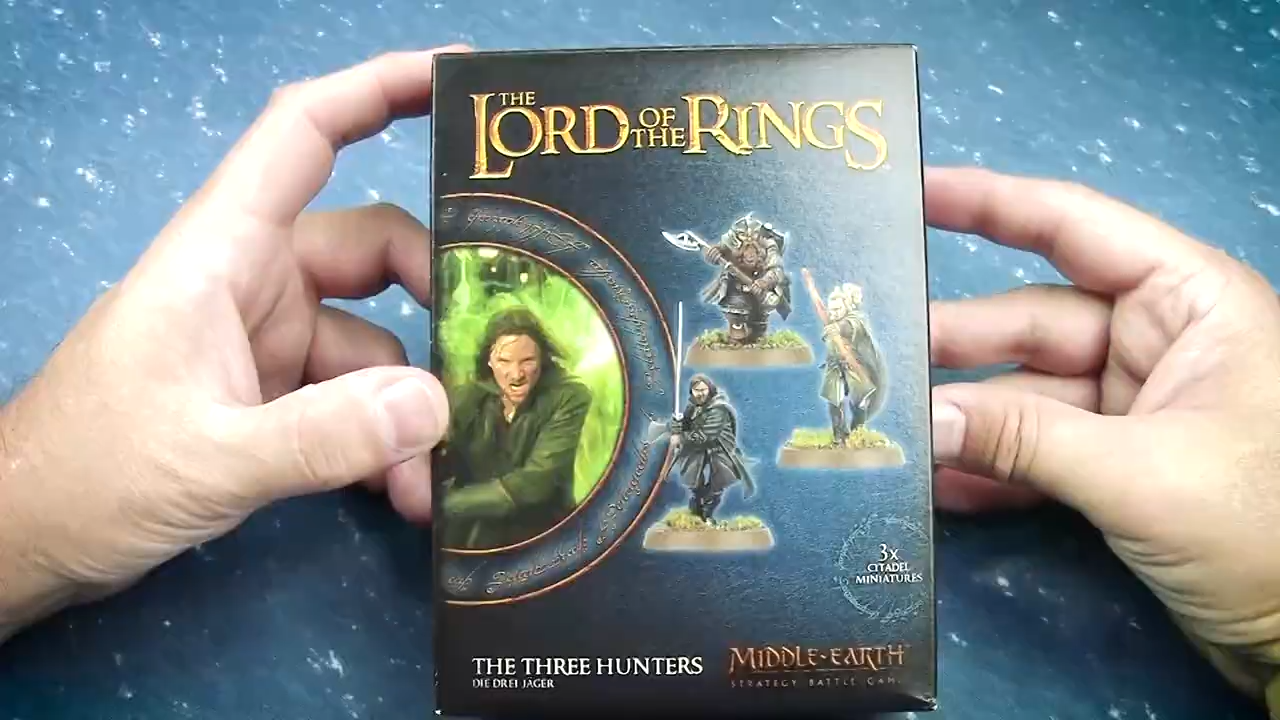 THE LORD OF THE RINGS
3x
CITADEL
MINIATURES
THE THREE HUNTERS
DIE DREI JÄGER
MIDDLE-EARTH
STRATEGY BATTLE GAME